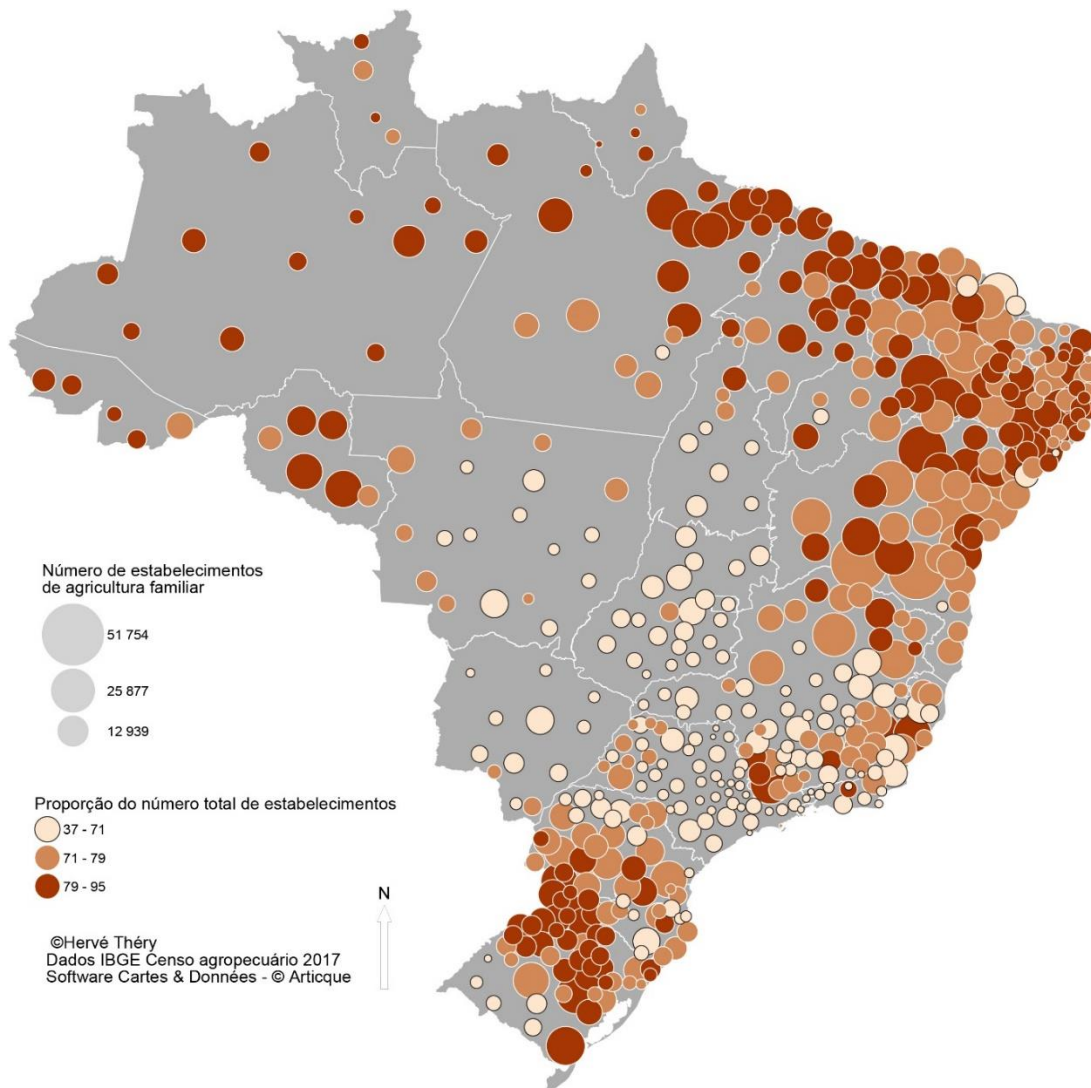 Número de estabelecimentos
de agricultura familiar
51 754
25 877
12 939
Proporção do número total de estabelecimentos
37 - 71
71 - 79
79 - 95
N
©Hervé Théry
Dados IBGE Censo agropecuário 2017
Software Cartes & Données - © Articque